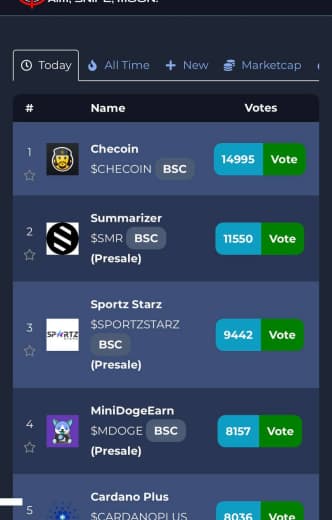 Aim, SNIPE, MOON.
Today All Time New Marketcap
# Name Votes
1 Checoin 14995 Vote
$CHECOIN BSC
2 Summarizer 11550 Vote
$SMR BSC
(Presale)
3 Sportz Starz 9442 Vote
$SPORTZSTARZ
BSC
(Presale)
SPARTZ
4 MiniDogeEarn 8157 Vote
$MDOGE BSC
(Presale)
5 Cardano Plus 8036 Vote
$CARDANOPLUS